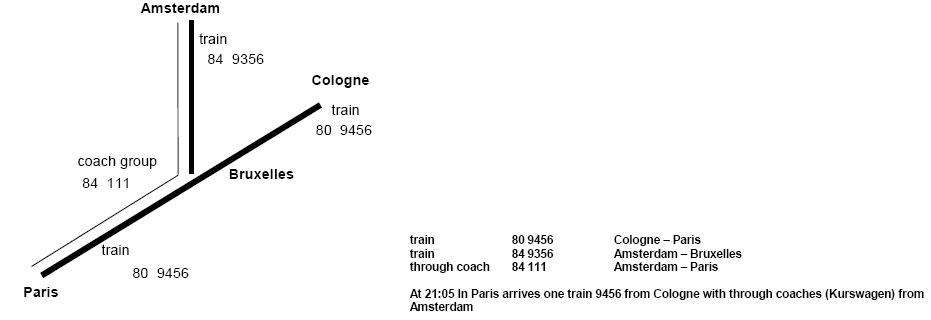 Amsterdam
train
84 9356
Cologne
train
80 9456
coach group
84 111
Bruxelles
train
80 9456
Paris
train 80 9456 Cologne – Paris
train 84 9356 Amsterdam – Bruxelles
through coach 84 111 Amsterdam – Paris
At 21:05 In Paris arrives one train 9456 from Cologne with through coaches (Kurswagen) from
Amsterdam